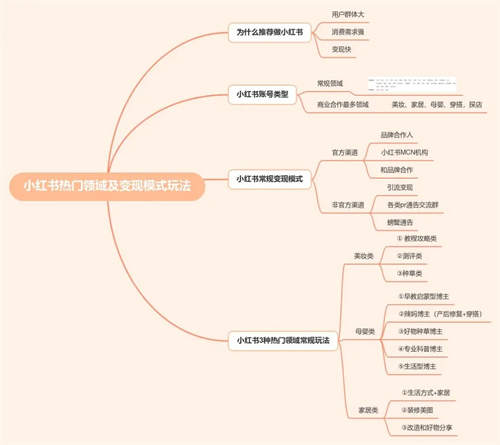 小红书热门领域及变现模式玩法
为什么推荐做小红书
用户群体大
消费需求强
变现快
小红书账号类型
常规领域
商业合作最多领域
美妆、家居、母婴、穿搭、探店
小红书常规变现模式
官方渠道
品牌合作人
小红书MCN机构
和品牌合作
非官方渠道
引流变现
各类pr通告交流群
螃蟹通告
小红书3种热门领域常规玩法
美妆类
① 教程攻略类
②测评类
③种草类
母婴类
①早教启蒙型博主
②辣妈博主（产后修复+穿搭）
③好物种草博主
④专业科普博主
⑤生活型博主
家居类
①生活方式+家居
②装修美图
③改造和好物分享